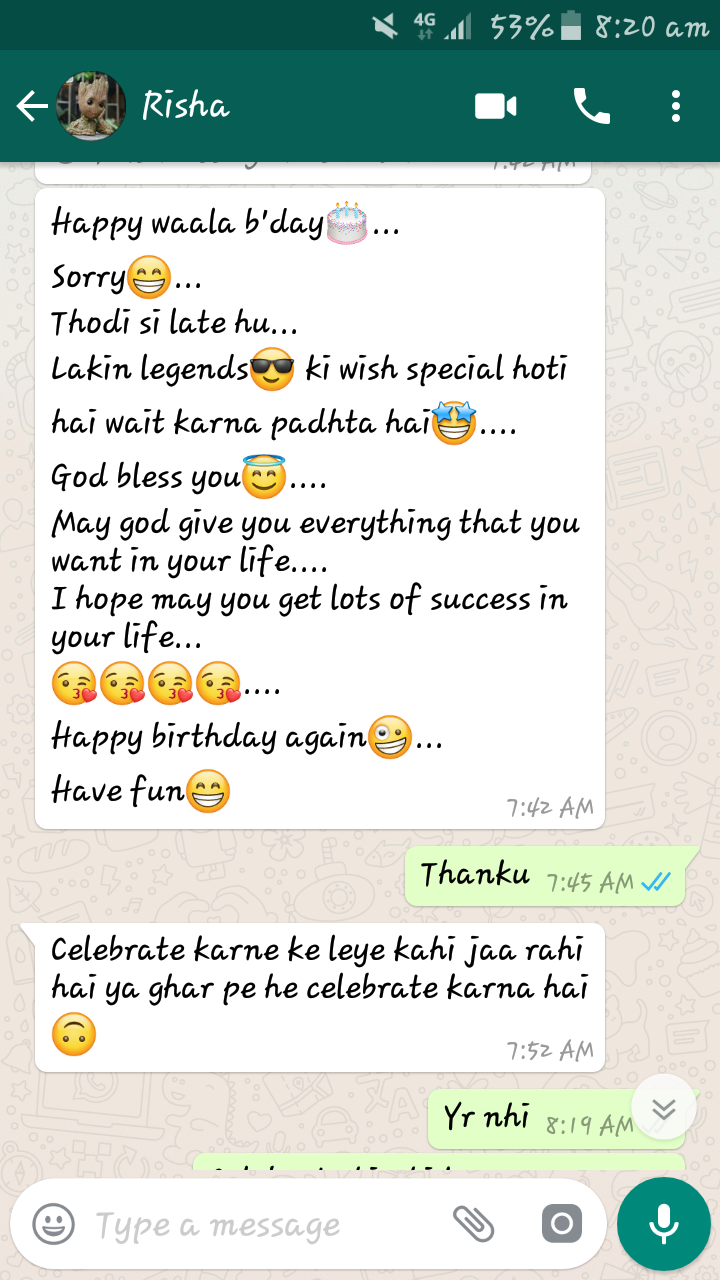 4G 53% 8:20 am
Risha
7:42 AM
Happy waala b'day🎂...
Sorry😁...
Thodi si late hu...
Lakin legends😎 ki wish special hoti
hai wait karna padhta hai🤩....
God bless you😇....
May god give you everything that you
want in your life....
I hope may you get lots of success in
your life...
😘😘😘😘....
Happy birthday again🤪...
Have fun😁
7:42 AM
Thanku 7:45 AM
Celebrate karne ke leye kahi jaa rahi
hai ya ghar pe he celebrate karna hai
🙃
7:52 AM
Yr nhi 8:19 AM
Type a message